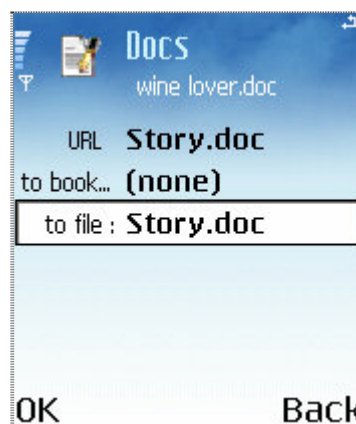 Docs
wine lover.doc
URL Story.doc
to book... (none)
to file : Story.doc
OK Back